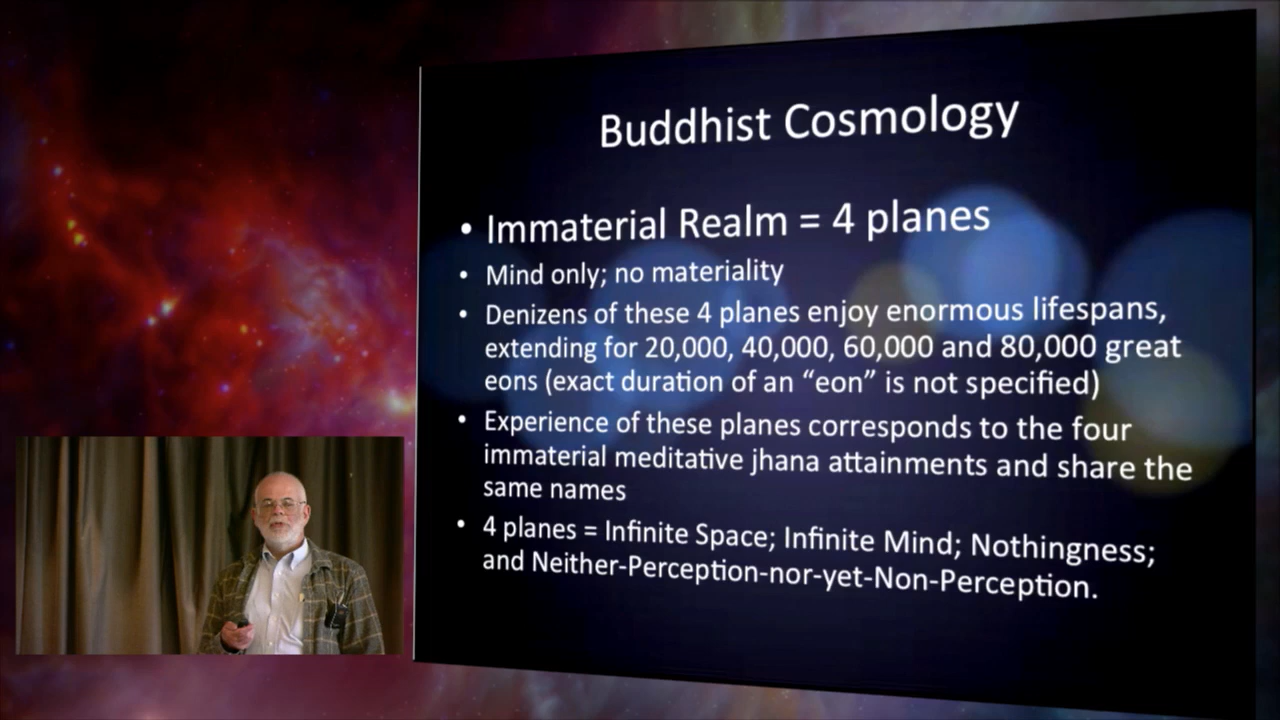 Buddhist Cosmology
• Immaterial Realm = 4 planes
• Mind only; no materiality
• Denizens of these 4 planes enjoy enormous lifespans,
extending for 20,000, 40,000, 60,000 and 80,000 great
eons (exact duration of an “eon” is not specified)
• Experience of these planes corresponds to the four
immaterial meditative jhana attainments and share the
same names
• 4 planes = Infinite Space; Infinite Mind; Nothingness;
and Neither-Perception-nor-yet-Non-Perception.